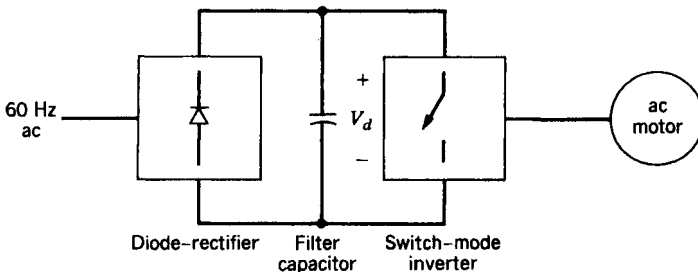 60 Hz
ac
+
V_d
−
ac
motor
Diode-rectifier
Filter
capacitor
Switch-mode
inverter